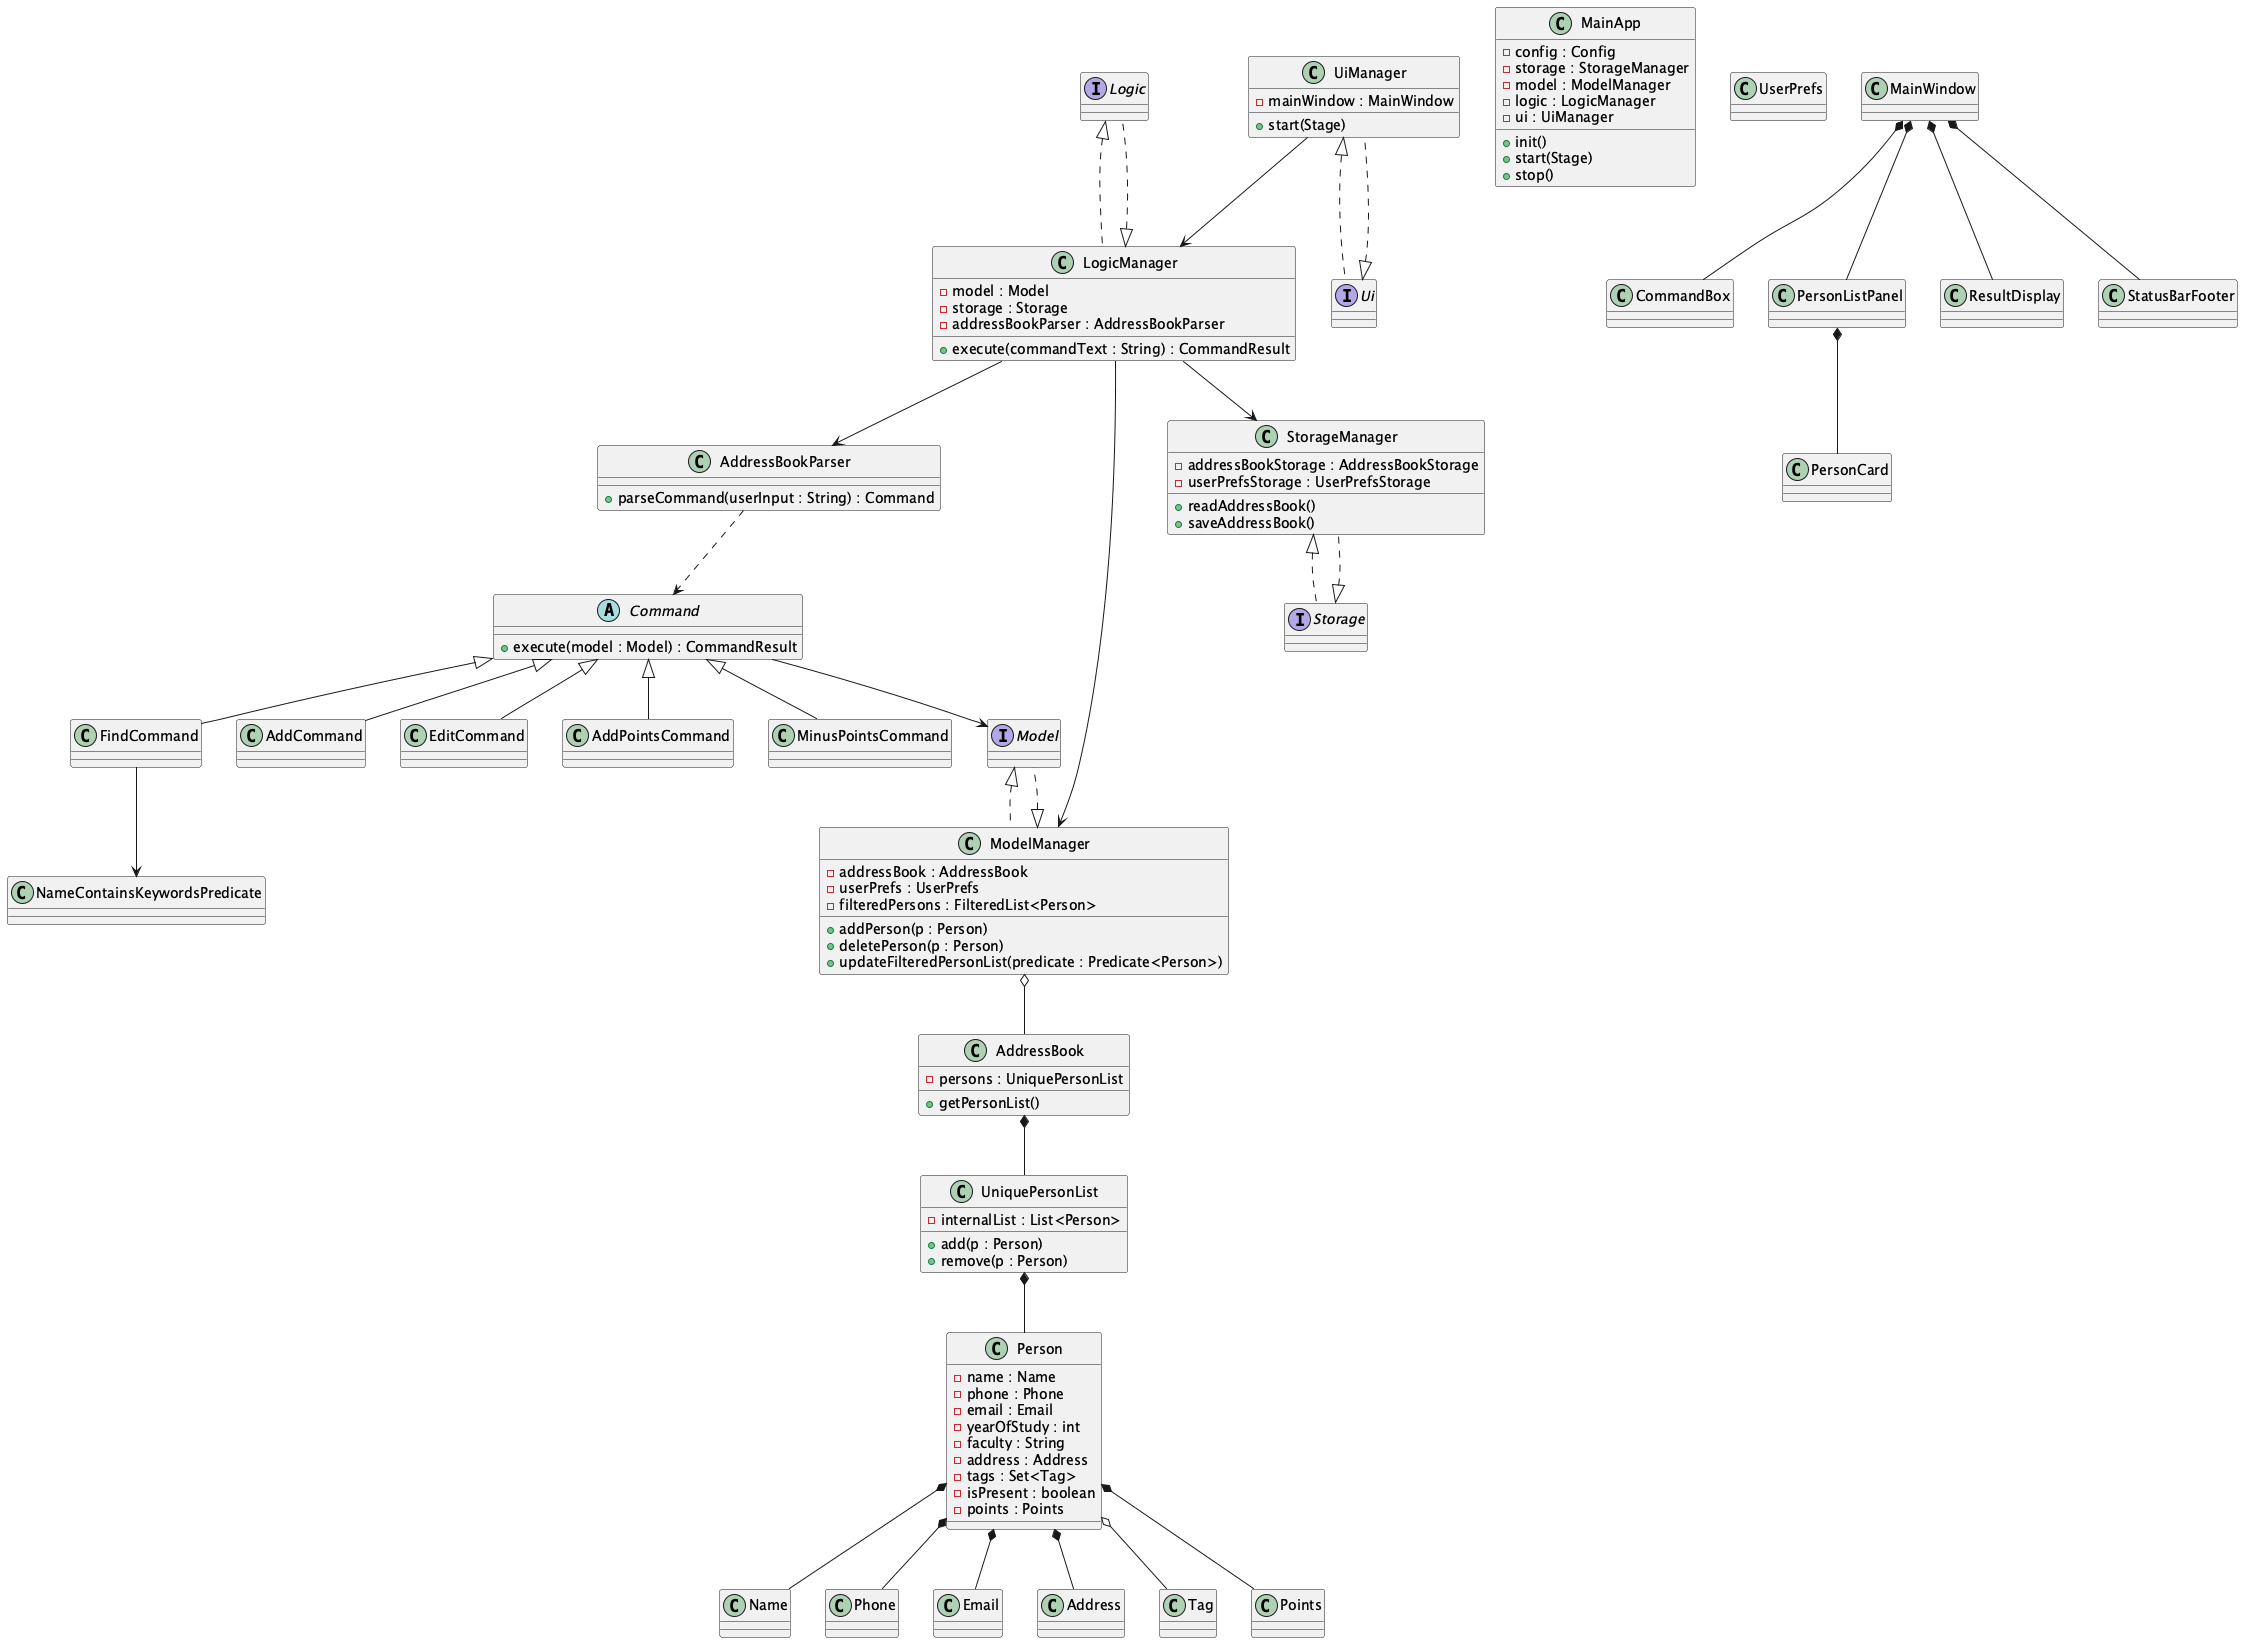 C MainApp
config : Config
storage : StorageManager
model : ModelManager
logic : LogicManager
ui : UiManager
init()
start(Stage)
stop()
C UiManager
mainWindow : MainWindow
start(Stage)
I Logic
C UserPrefs
C MainWindow
C LogicManager
model : Model
storage : Storage
addressBookParser : AddressBookParser
execute(commandText : String) : CommandResult
I Ui
C CommandBox
C PersonListPanel
C ResultDisplay
C StatusBarFooter
C AddressBookParser
parseCommand(userInput : String) : Command
C StorageManager
addressBookStorage : AddressBookStorage
userPrefsStorage : UserPrefsStorage
readAddressBook()
saveAddressBook()
C PersonCard
A Command
execute(model : Model) : CommandResult
I Storage
C FindCommand
C AddCommand
C EditCommand
C AddPointsCommand
C MinusPointsCommand
I Model
C NameContainsKeywordsPredicate
C ModelManager
addressBook : AddressBook
userPrefs : UserPrefs
filteredPersons : FilteredList<Person>
addPerson(p : Person)
deletePerson(p : Person)
updateFilteredPersonList(predicate : Predicate<Person>)
C AddressBook
persons : UniquePersonList
getPersonList()
C UniquePersonList
internalList : List<Person>
add(p : Person)
remove(p : Person)
C Person
name : Name
phone : Phone
email : Email
yearOfStudy : int
faculty : String
address : Address
tags : Set<Tag>
isPresent : boolean
points : Points
C Name
C Phone
C Email
C Address
C Tag
C Points